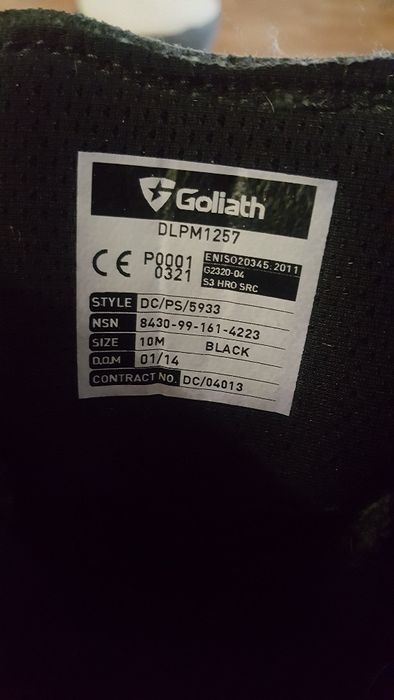 Goliath
DLPM1257
CE P0001 0321
ENISO20345:2011
G2320-04
S3 HRO SRC
STYLE DC/PS/5933
NSN 8430-99-161-4223
SIZE 10M BLACK
D.O.M 01/14
CONTRACT NO. DC/04013